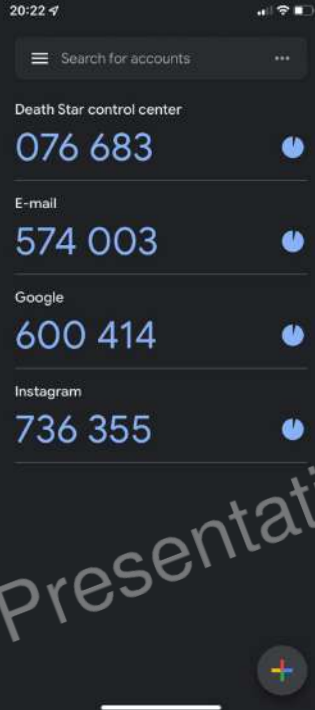 20:22
Search for accounts
Death Star control center
076 683
E-mail
574 003
Google
600 414
Instagram
736 355
Presentati